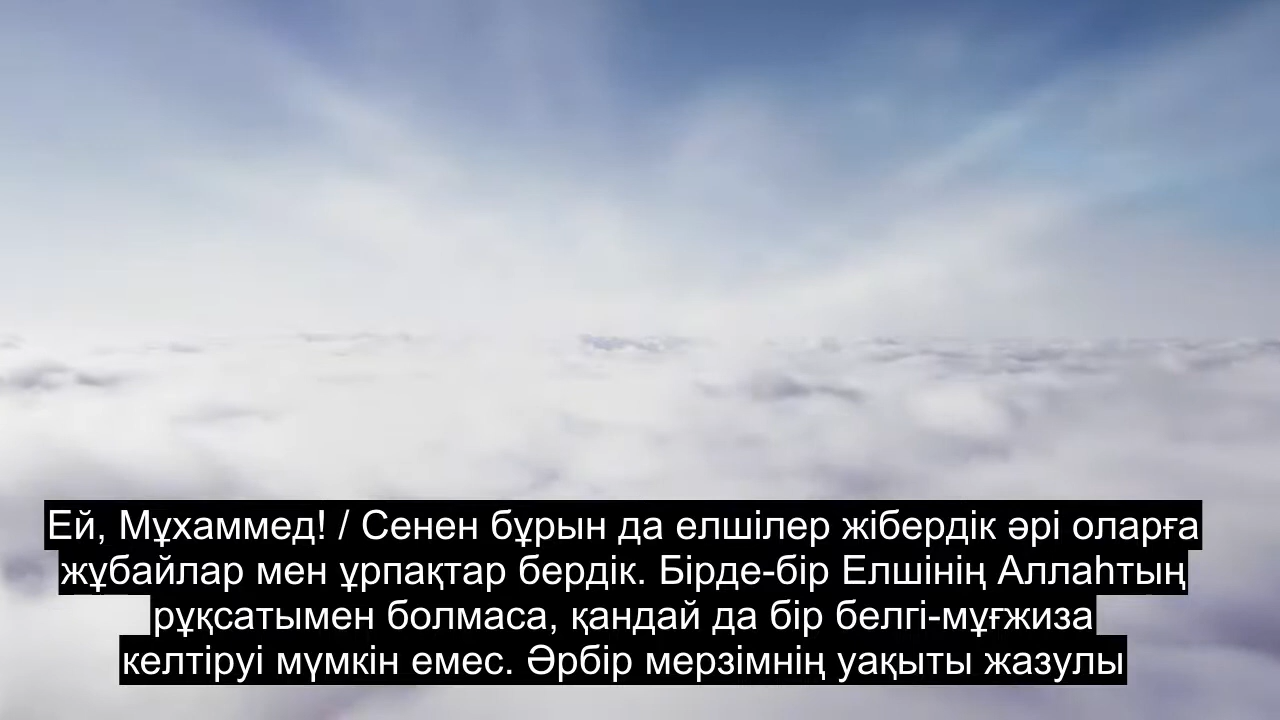 Ей, Мұхаммед! / Сенен бұрын да елшілер жібердік әрі оларға
жұбайлар мен ұрпақтар бердік. Бірде-бір Елшінің Аллаһтың
рұқсатымен болмаса, қандай да бір белгі-мұғжиза
келтіруі мүмкін емес. Әрбір мерзімнің уақыты жазулы